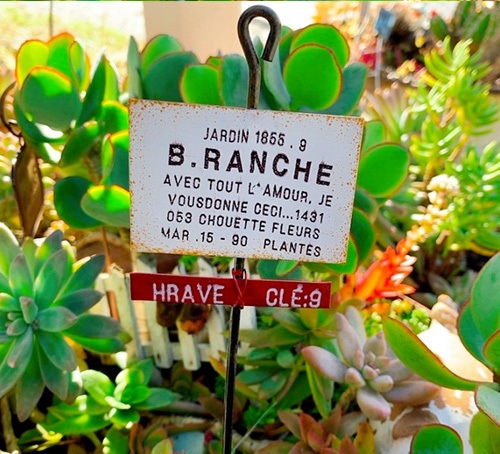 JARDIN 1855.9
B.RANCHE
AVEC TOUT L'AMOUR, JE
VOUSDONNE CECI...1431
053 CHOUETTE FLEURS
MAR.15-90 PLANTES
HRAVE CLÉ:9